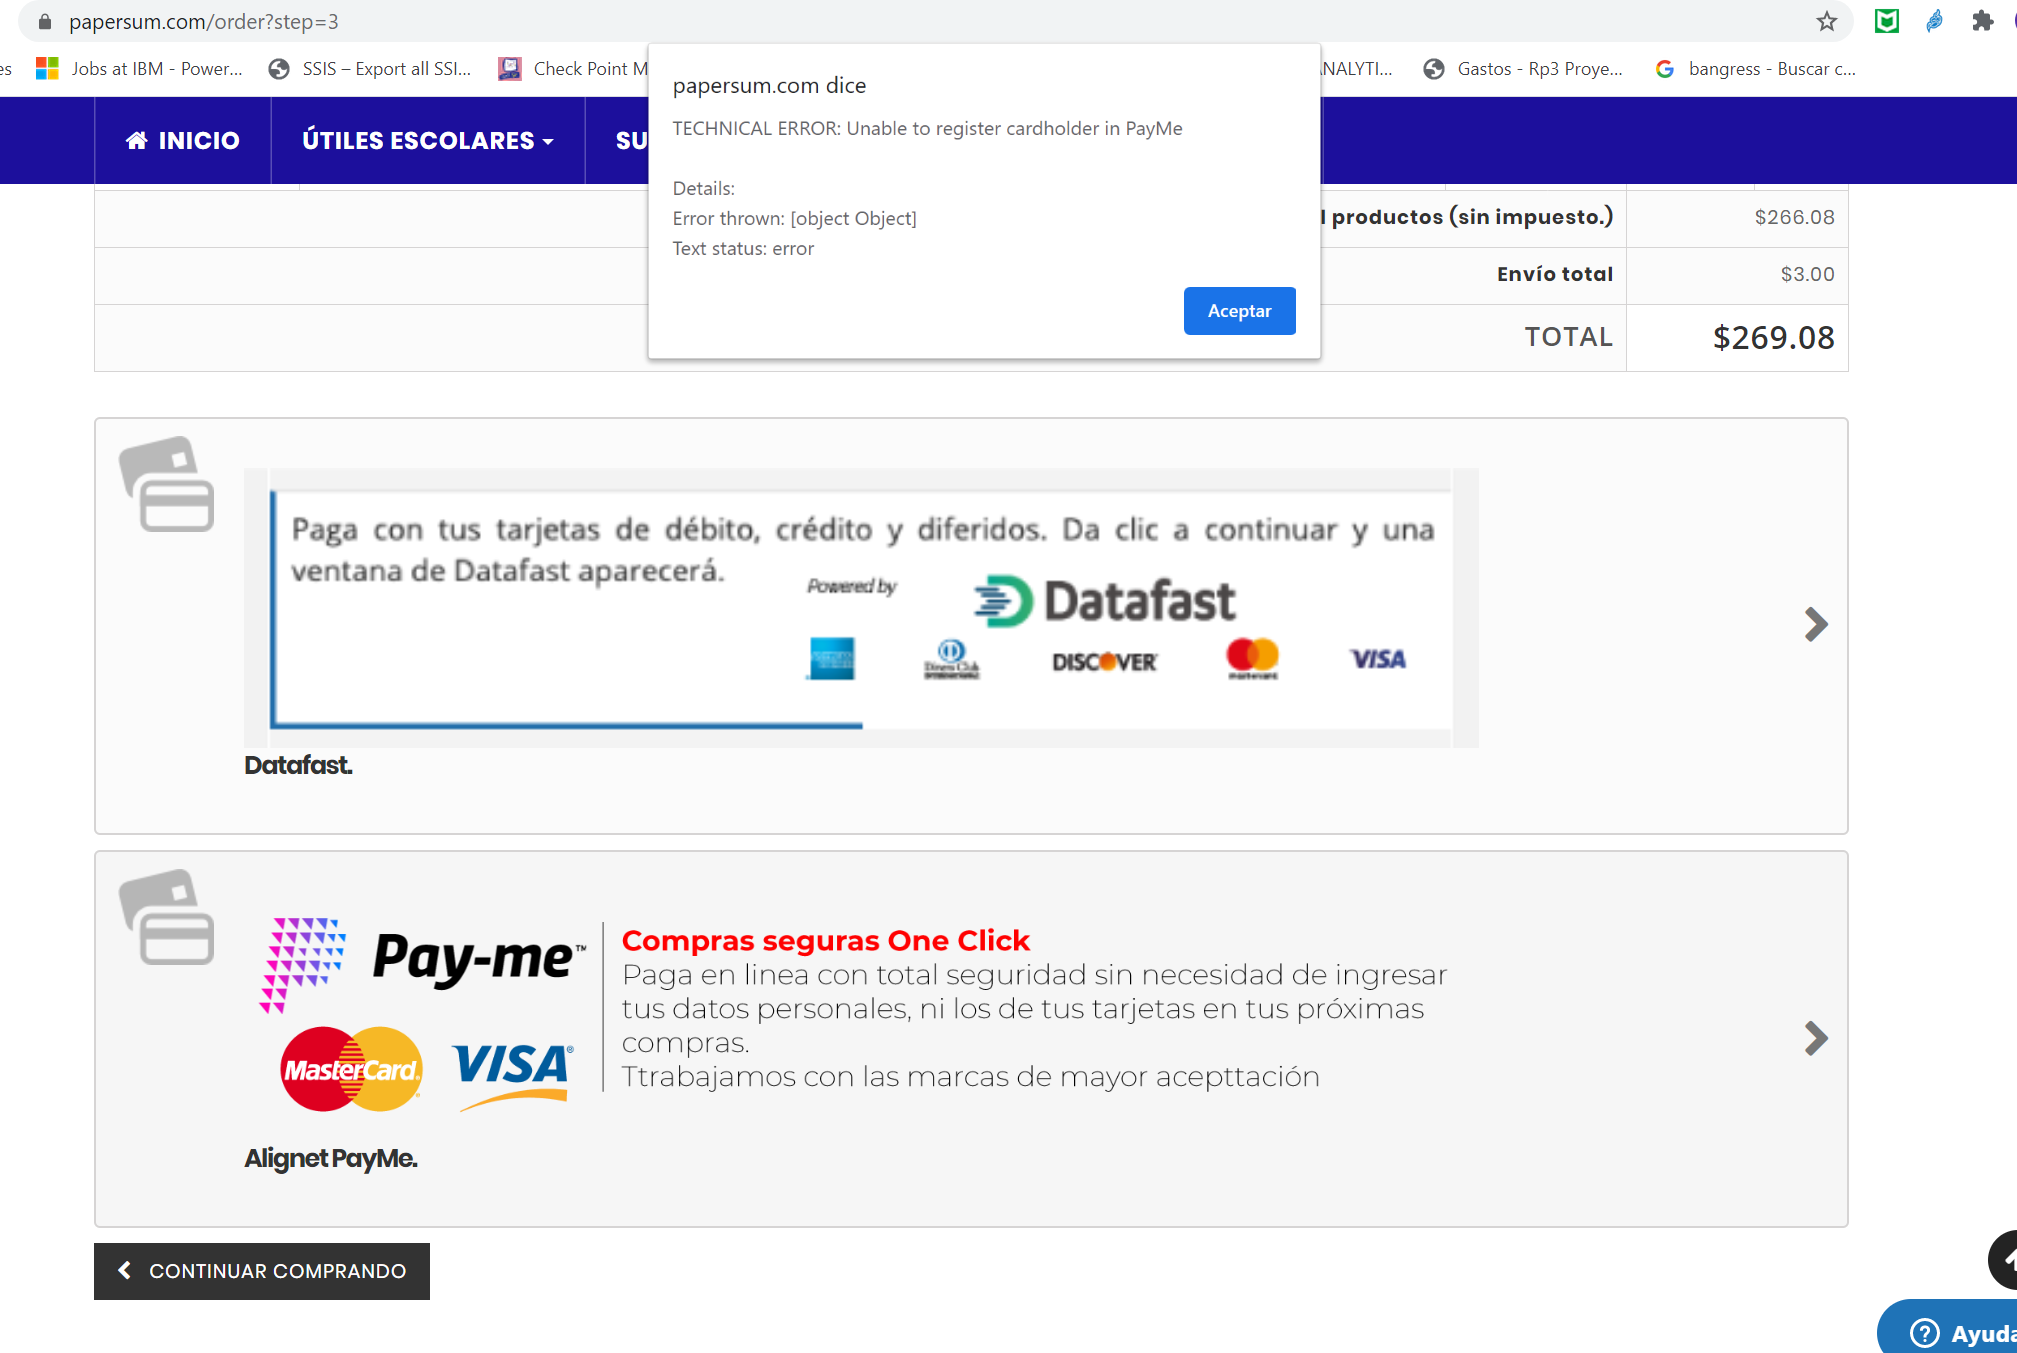 papersum.com/order?step=3
es
Jobs at IBM - Power...
SSIS – Export all SSI...
Check Point M
NALYTI...
Gastos - Rp3 Proye...
bangress - Buscar c...
papersum.com dice
TECHNICAL ERROR: Unable to register cardholder in PayMe
Details:
Error thrown: [object Object]
Text status: error
Aceptar
INICIO
ÚTILES ESCOLARES
SU
l productos (sin impuesto.)
$266.08
Envío total
$3.00
TOTAL
$269.08
Paga con tus tarjetas de débito, crédito y diferidos. Da clic a continuar y una
ventana de Datafast aparecerá.
Powered by
Datafast
Diners Club
DISCOVER
mastercard
VISA
Datafast.
Pay-me™
Compras seguras One Click
Paga en linea con total seguridad sin necesidad de ingresar
tus datos personales, ni los de tus tarjetas en tus próximas
compras.
Ttrabajamos con las marcas de mayor acepttación
MasterCard.
VISA®
Alignet PayMe.
CONTINUAR COMPRANDO
Ayuda